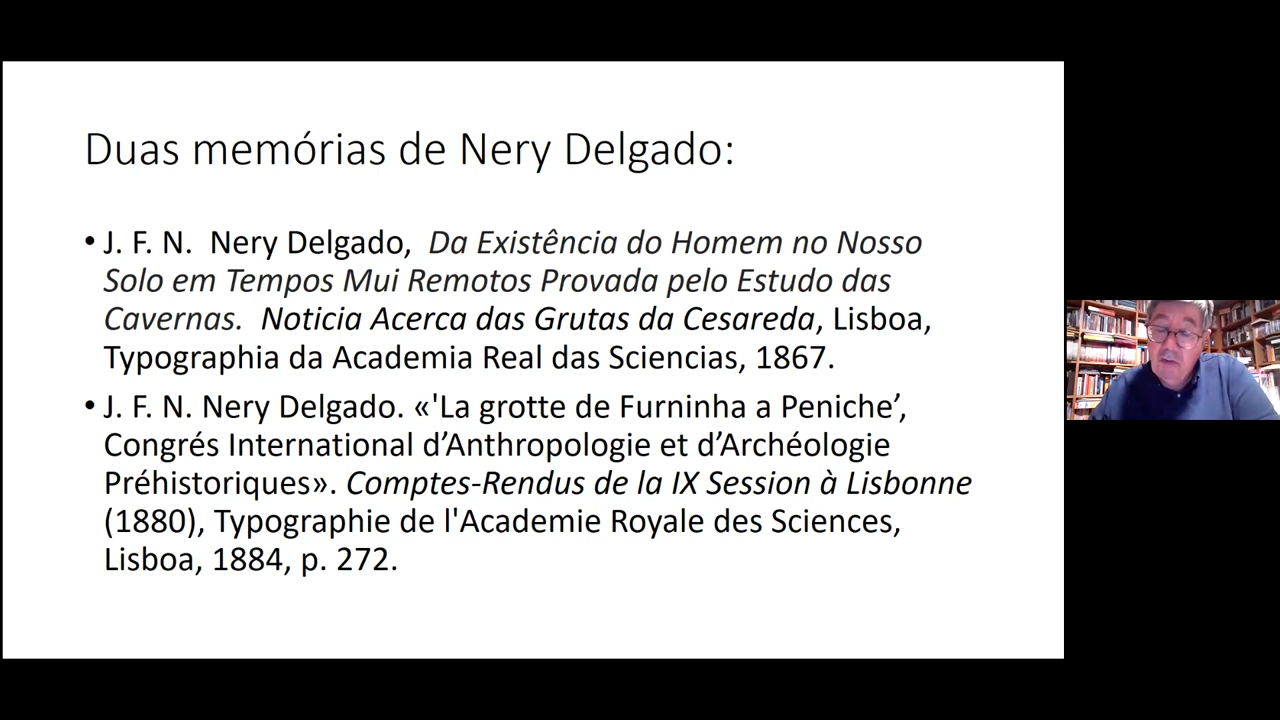 Duas memórias de Nery Delgado:
• J. F. N. Nery Delgado, Da Existência do Homem no Nosso
Solo em Tempos Mui Remotos Provada pelo Estudo das
Cavernas. Noticia Acerca das Grutas da Cesareda, Lisboa,
Typographia da Academia Real das Sciencias, 1867.
• J. F. N. Nery Delgado. «'La grotte de Furninha a Peniche’,
Congrés International d’Anthropologie et d’Archéologie
Préhistoriques». Comptes-Rendus de la IX Session à Lisbonne
(1880), Typographie de l'Academie Royale des Sciences,
Lisboa, 1884, p. 272.